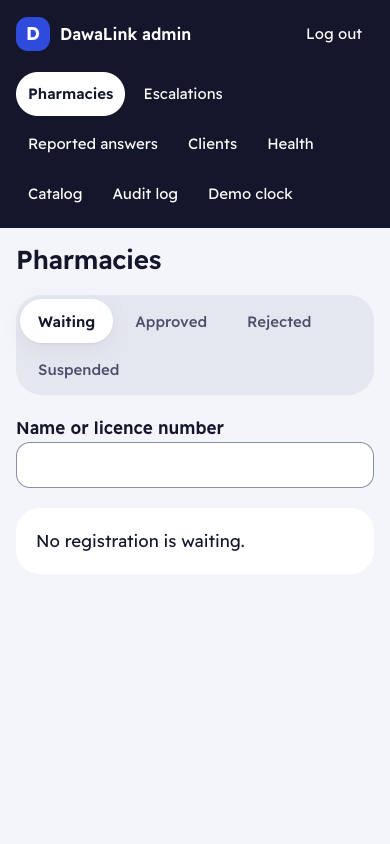 D DawaLink admin Log out
Pharmacies Escalations
Reported answers Clients Health
Catalog Audit log Demo clock
Pharmacies
Waiting Approved Rejected
Suspended
Name or licence number
No registration is waiting.